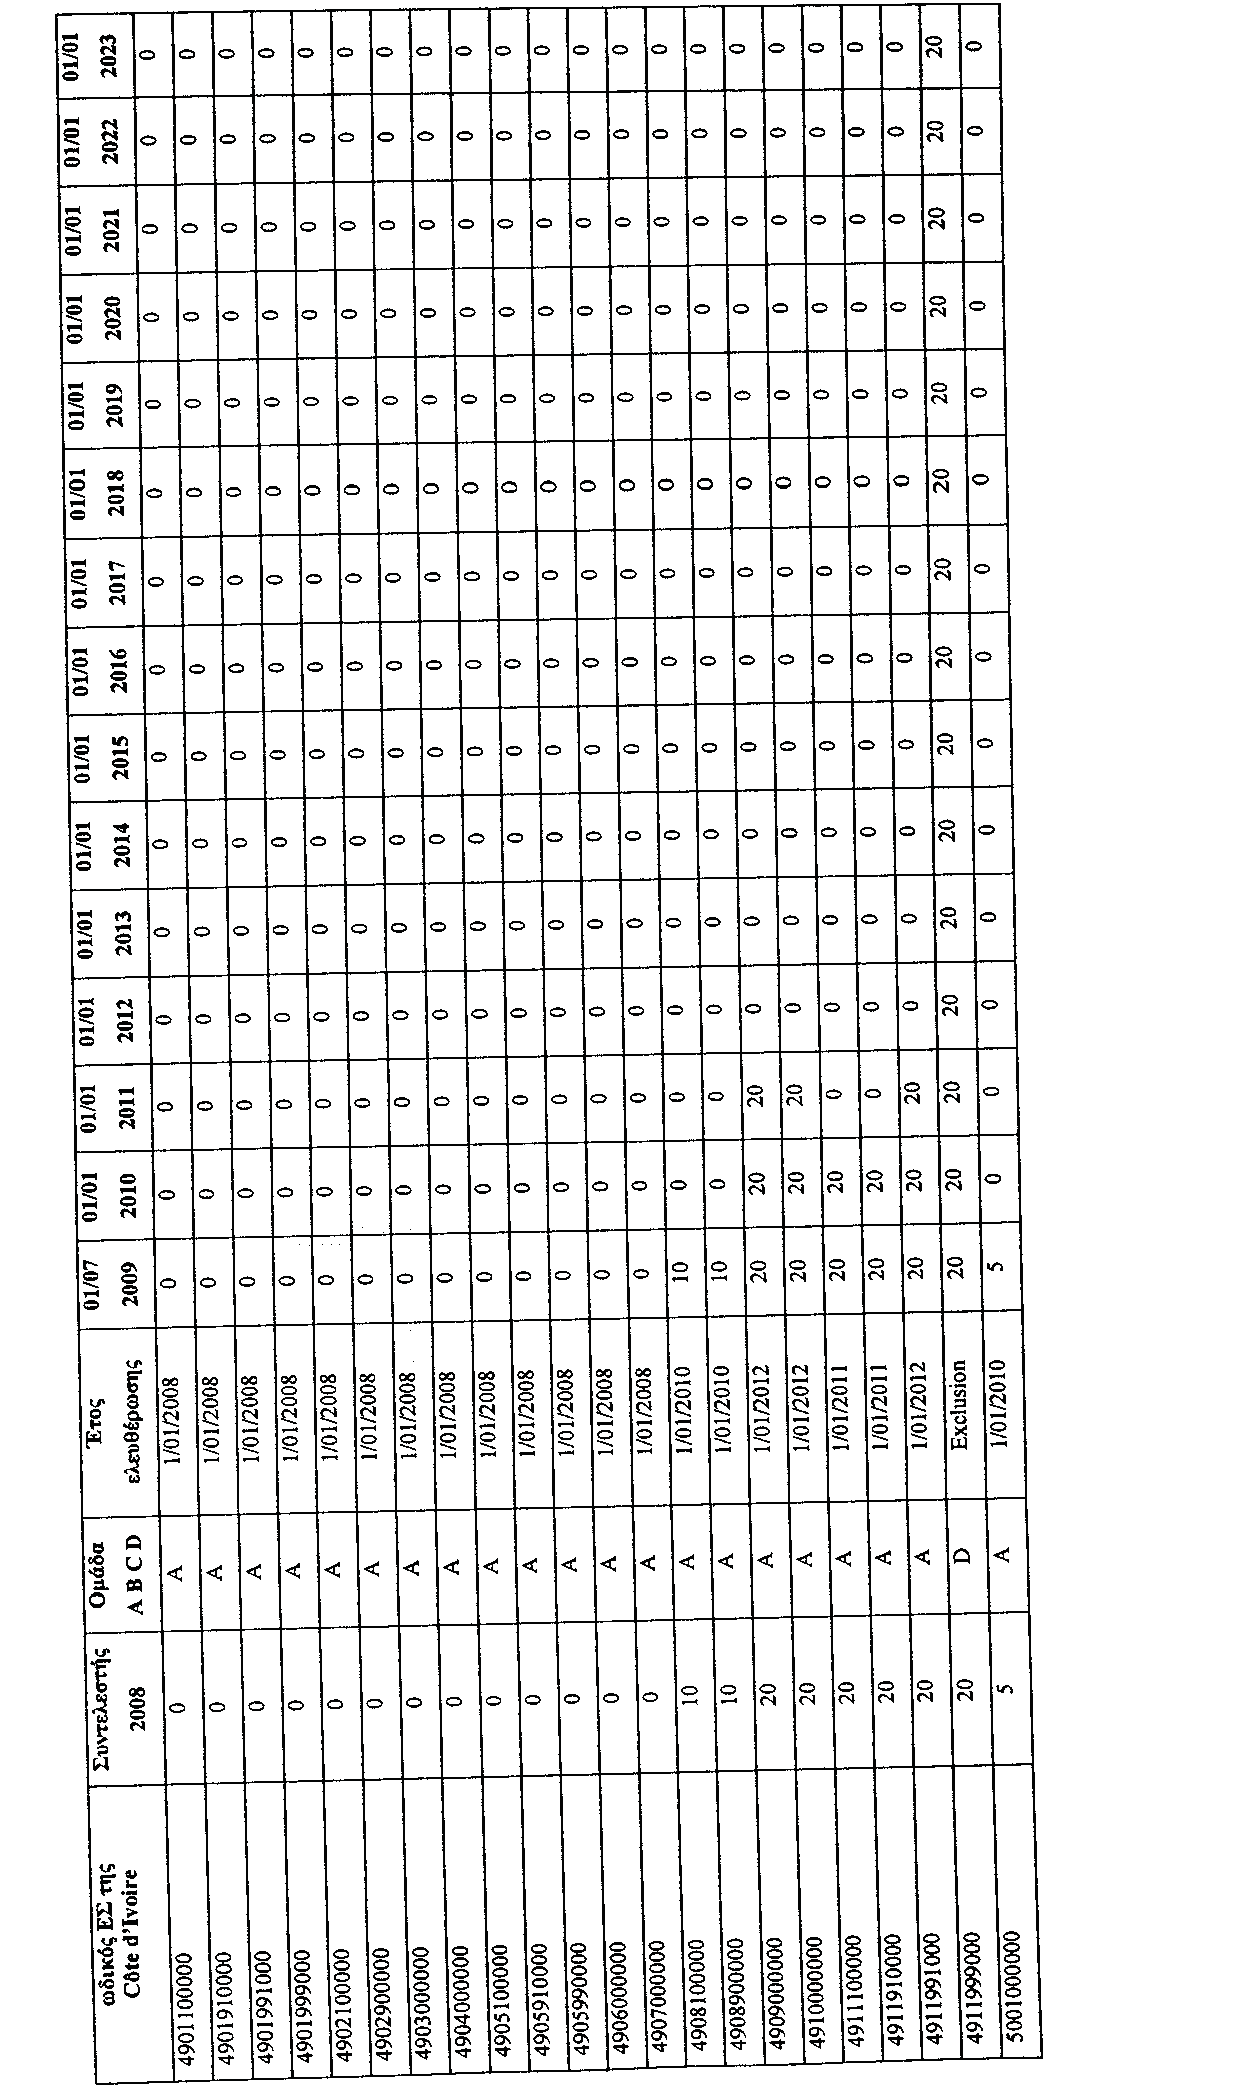 ωδικός ΕΣ της Côte d'Ivoire | Συντελεστής 2008 | Ομάδα A B C D | Έτος ελευθέρωσης | 01/07 2009 | 01/01 2010 | 01/01 2011 | 01/01 2012 | 01/01 2013 | 01/01 2014 | 01/01 2015 | 01/01 2016 | 01/01 2017 | 01/01 2018 | 01/01 2019 | 01/01 2020 | 01/01 2021 | 01/01 2022 | 01/01 2023
4901100000 0 A 1/01/2008 0 0 0 0 0 0 0 0 0 0 0 0 0 0 0
4901910000 0 A 1/01/2008 0 0 0 0 0 0 0 0 0 0 0 0 0 0 0
4901991000 0 A 1/01/2008 0 0 0 0 0 0 0 0 0 0 0 0 0 0 0
4901999000 0 A 1/01/2008 0 0 0 0 0 0 0 0 0 0 0 0 0 0 0
4902100000 0 A 1/01/2008 0 0 0 0 0 0 0 0 0 0 0 0 0 0 0
4902900000 0 A 1/01/2008 0 0 0 0 0 0 0 0 0 0 0 0 0 0 0
4903000000 0 A 1/01/2008 0 0 0 0 0 0 0 0 0 0 0 0 0 0 0
4904000000 0 A 1/01/2008 0 0 0 0 0 0 0 0 0 0 0 0 0 0 0
4905100000 0 A 1/01/2008 0 0 0 0 0 0 0 0 0 0 0 0 0 0 0
4905910000 0 A 1/01/2008 0 0 0 0 0 0 0 0 0 0 0 0 0 0 0
4905990000 0 A 1/01/2008 0 0 0 0 0 0 0 0 0 0 0 0 0 0 0
4906000000 0 A 1/01/2008 0 0 0 0 0 0 0 0 0 0 0 0 0 0 0
4907000000 0 A 1/01/2008 0 0 0 0 0 0 0 0 0 0 0 0 0 0 0
4908100000 10 A 1/01/2010 10 0 0 0 0 0 0 0 0 0 0 0 0 0 0
4908900000 10 A 1/01/2010 10 0 0 0 0 0 0 0 0 0 0 0 0 0 0
4909000000 20 A 1/01/2012 20 20 20 0 0 0 0 0 0 0 0 0 0 0 0
4910000000 20 A 1/01/2012 20 20 20 0 0 0 0 0 0 0 0 0 0 0 0
4911100000 20 A 1/01/2011 20 20 0 0 0 0 0 0 0 0 0 0 0 0 0
4911910000 20 A 1/01/2011 20 20 0 0 0 0 0 0 0 0 0 0 0 0 0
4911991000 20 A 1/01/2012 20 20 20 0 0 0 0 0 0 0 0 0 0 0 0
4911999000 20 D Exclusion 20 20 20 20 20 20 20 20 20 20 20 20 20 20 20
5001000000 5 A 1/01/2010 5 0 0 0 0 0 0 0 0 0 0 0 0 0 0